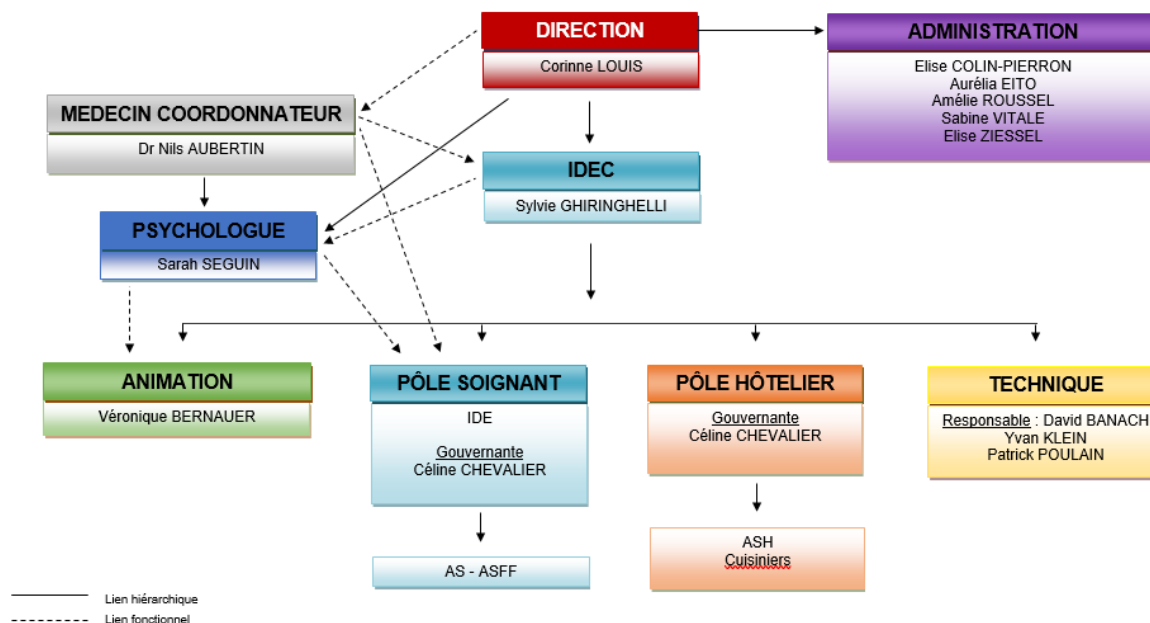 DIRECTION
Corinne LOUIS
ADMINISTRATION
Elise COLIN-PIERRON
Aurélia EITO
Amélie ROUSSEL
Sabine VITALE
Elise ZIESSEL
MEDECIN COORDONNATEUR
Dr Nils AUBERTIN
IDEC
Sylvie GHIRINGHELLI
PSYCHOLOGUE
Sarah SEGUIN
ANIMATION
Véronique BERNAUER
PÔLE SOIGNANT
IDE
Gouvernante
Céline CHEVALIER
AS - ASFF
PÔLE HÔTELIER
Gouvernante
Céline CHEVALIER
ASH
Cuisiniers
TECHNIQUE
Responsable : David BANACH
Yvan KLEIN
Patrick POULAIN
Lien hiérarchique
Lien fonctionnel